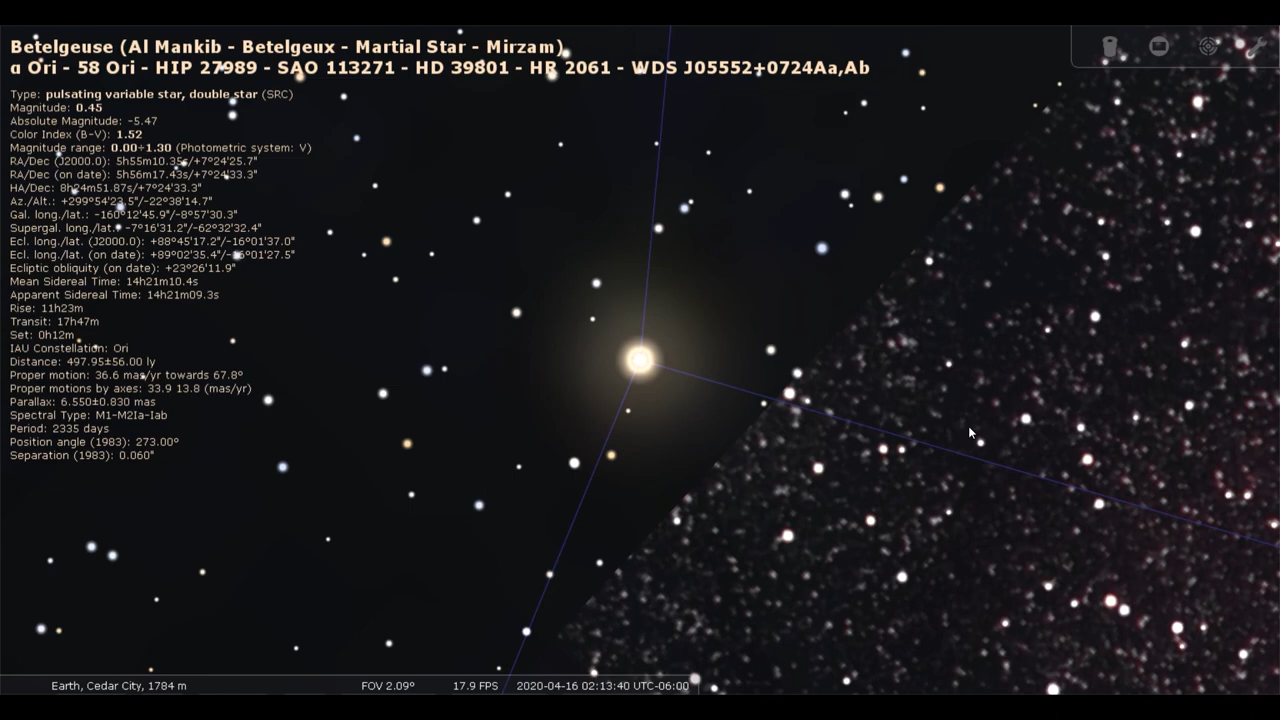 Betelgeuse (Al Mankib - Betelgeux - Martial Star - Mirzam)
α Ori - 58 Ori - HIP 27989 - SAO 113271 - HD 39801 - HR 2061 - WDS J05552+0724Aa,Ab
Type: pulsating variable star, double star (SRC)
Magnitude: 0.45
Absolute Magnitude: -5.47
Color Index (B-V): 1.52
Magnitude range: 0.00÷1.30 (Photometric system: V)
RA/Dec (J2000.0): 5h55m10.35s/+7°24'25.7"
RA/Dec (on date): 5h56m17.43s/+7°24'33.3"
HA/Dec: 8h24m51.87s/+7°24'33.3"
Az./Alt.: +299°54'23.5"/-22°38'14.7"
Gal. long./lat.: -160°12'45.9"/-8°57'30.3"
Supergal. long./lat.: -7°16'31.2"/-62°32'32.4"
Ecl. long./lat. (J2000.0): +88°45'17.2"/-16°01'37.0"
Ecl. long./lat. (on date): +89°02'35.4"/-16°01'27.5"
Ecliptic obliquity (on date): +23°26'11.9"
Mean Sidereal Time: 14h21m10.4s
Apparent Sidereal Time: 14h21m09.3s
Rise: 11h23m
Transit: 17h47m
Set: 0h12m
IAU Constellation: Ori
Distance: 497.95±56.00 ly
Proper motion: 36.6 mas/yr towards 67.8°
Proper motions by axes: 33.9 13.8 (mas/yr)
Parallax: 6.550±0.830 mas
Spectral Type: M1-M2Ia-Iab
Period: 2335 days
Position angle (1983): 273.00°
Separation (1983): 0.060"
Earth, Cedar City, 1784 m FOV 2.09° 17.9 FPS 2020-04-16 02:13:40 UTC-06:00